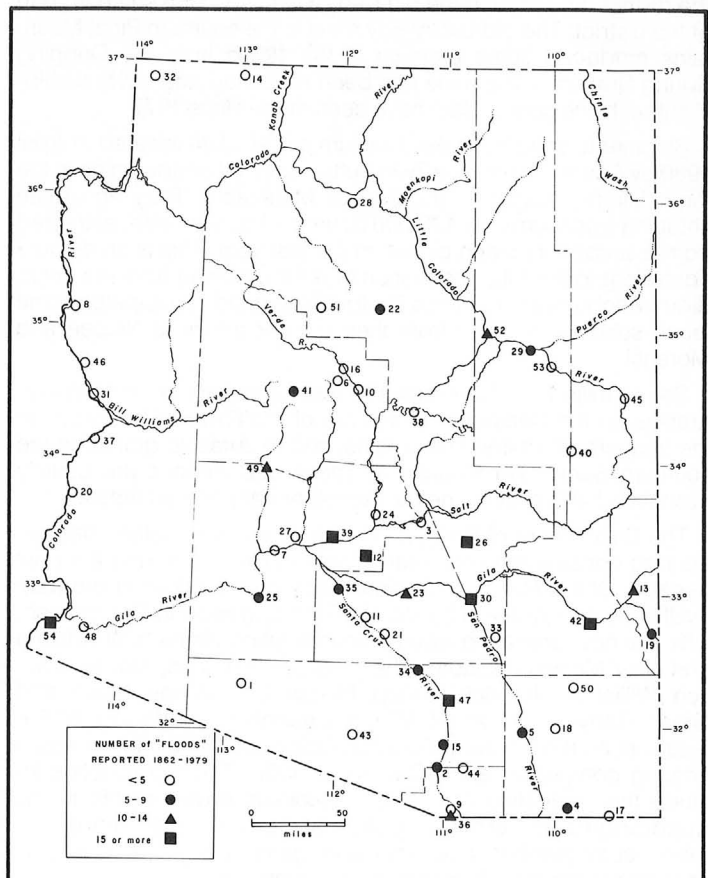 114° 113° 112° 111° 110°
37° 37°
32 14
Kanab Creek
River
Chinle
Wash
Colorado
Moenkopi River
36° 36°
28
Little
Colorado
River
8
51 22
Verde
R.
Puerco River
35° 35°
52
29
53
River
16
6 10
46
31
41
45
Bill Williams River
38
37
40
34° 34°
49
20
Colorado
24
Salt River
3
27 39
26
7 12
Gila
River
13
33° 33°
35 23
30
25
42
Gila River
54 48
Santa Cruz
River
11
21
San Pedro
River
33
19
34
1
47
50
114°
32° 32°
18
5
43
15
113°
2 44
NUMBER of "FLOODS"
REPORTED 1862-1979
<5
5-9
10-14
15 or more
112°
0 50
miles
9
36
4
17
111° 110°